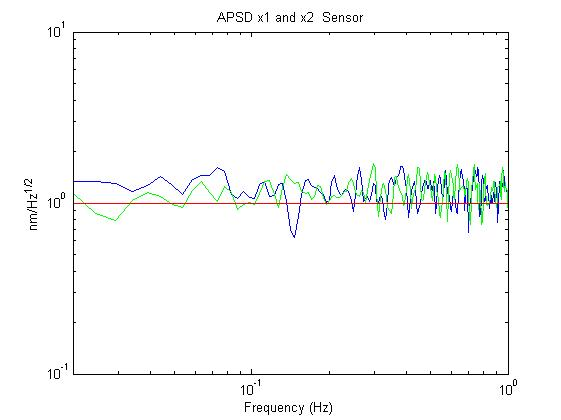 APSD x1 and x2  Sensor
10^1
nm/Hz^1/2
10^0
10^-1
10^-1
10^0
Frequency (Hz)